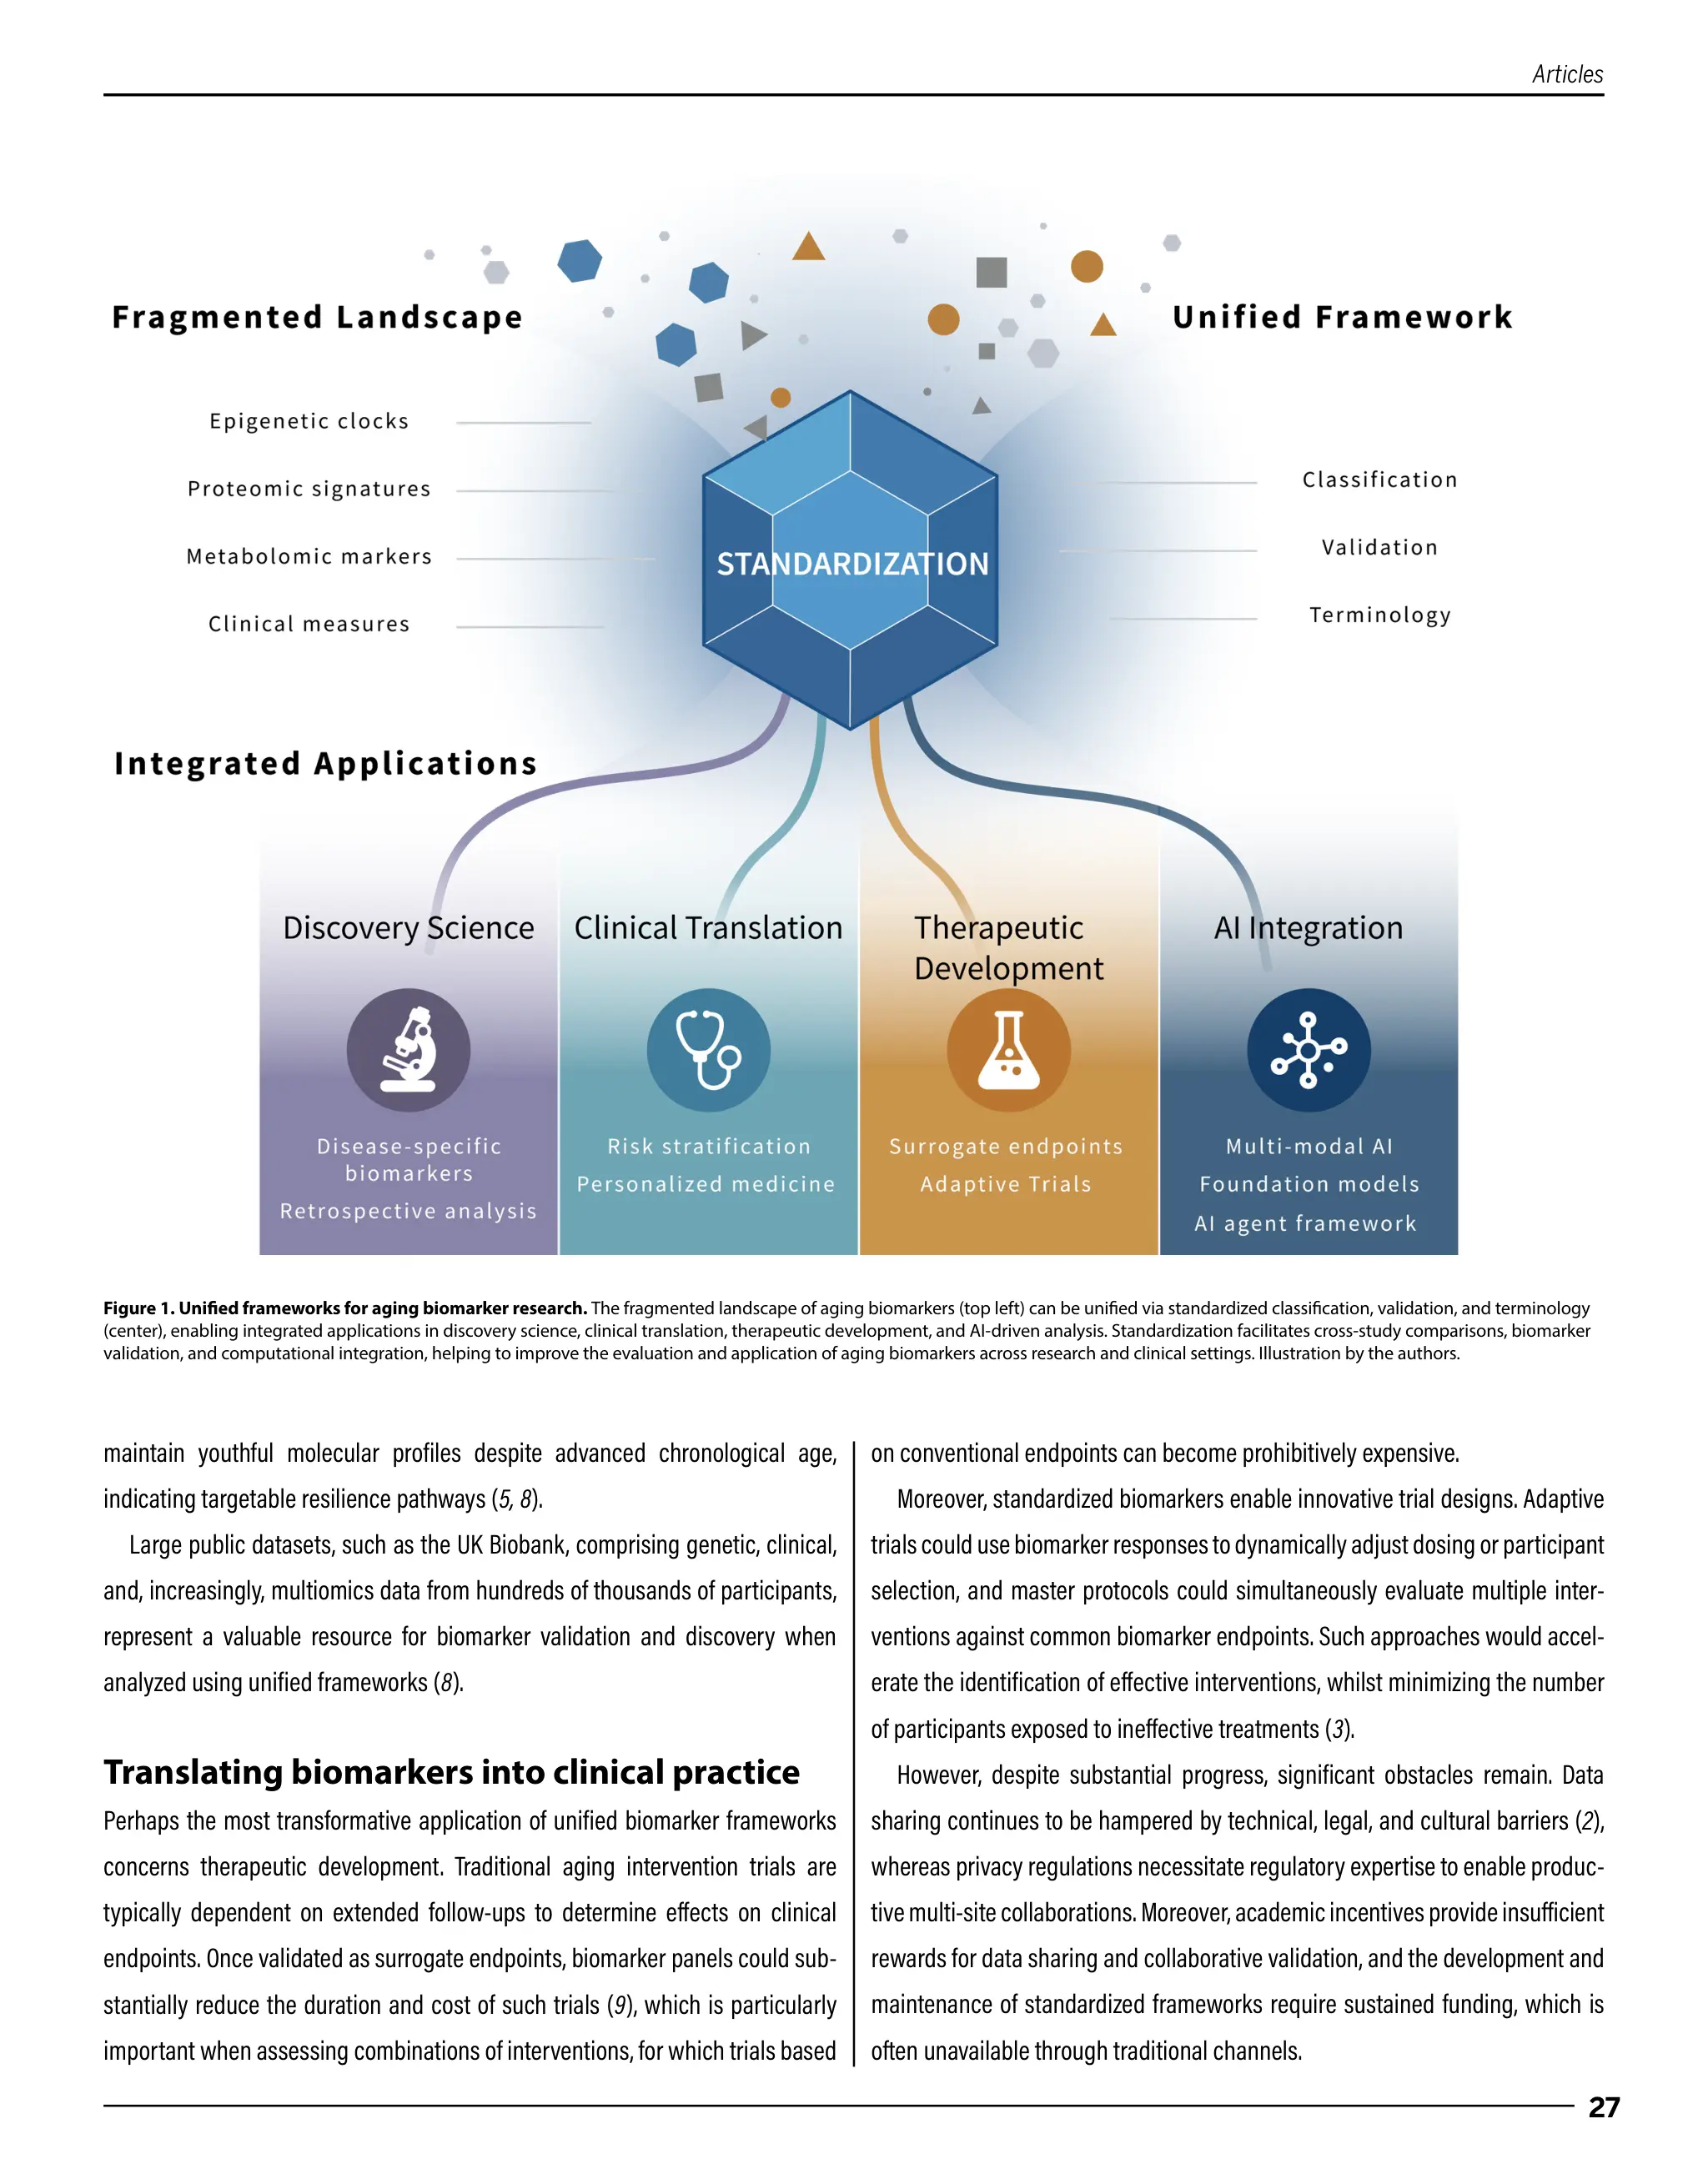 Articles
Fragmented Landscape
Unified Framework
Epigenetic clocks
Proteomic signatures
Metabolomic markers
Clinical measures
STANDARDIZATION
Classification
Validation
Terminology
Integrated Applications
Discovery Science
Disease-specific
biomarkers
Retrospective analysis
Clinical Translation
Risk stratification
Personalized medicine
Therapeutic
Development
Surrogate endpoints
Adaptive Trials
AI Integration
Multi-modal AI
Foundation models
AI agent framework
Figure 1. Unified frameworks for aging biomarker research. The fragmented landscape of aging biomarkers (top left) can be unified via standardized classification, validation, and terminology
(center), enabling integrated applications in discovery science, clinical translation, therapeutic development, and AI-driven analysis. Standardization facilitates cross-study comparisons, biomarker
validation, and computational integration, helping to improve the evaluation and application of aging biomarkers across research and clinical settings. Illustration by the authors.
maintain youthful molecular profiles despite advanced chronological age,
indicating targetable resilience pathways (5, 8).
Large public datasets, such as the UK Biobank, comprising genetic, clinical,
and, increasingly, multiomics data from hundreds of thousands of participants,
represent a valuable resource for biomarker validation and discovery when
analyzed using unified frameworks (8).
Translating biomarkers into clinical practice
Perhaps the most transformative application of unified biomarker frameworks
concerns therapeutic development. Traditional aging intervention trials are
typically dependent on extended follow-ups to determine effects on clinical
endpoints. Once validated as surrogate endpoints, biomarker panels could sub-
stantially reduce the duration and cost of such trials (9), which is particularly
important when assessing combinations of interventions, for which trials based
on conventional endpoints can become prohibitively expensive.
Moreover, standardized biomarkers enable innovative trial designs. Adaptive
trials could use biomarker responses to dynamically adjust dosing or participant
selection, and master protocols could simultaneously evaluate multiple inter-
ventions against common biomarker endpoints. Such approaches would accel-
erate the identification of effective interventions, whilst minimizing the number
of participants exposed to ineffective treatments (3).
However, despite substantial progress, significant obstacles remain. Data
sharing continues to be hampered by technical, legal, and cultural barriers (2),
whereas privacy regulations necessitate regulatory expertise to enable produc-
tive multi-site collaborations. Moreover, academic incentives provide insufficient
rewards for data sharing and collaborative validation, and the development and
maintenance of standardized frameworks require sustained funding, which is
often unavailable through traditional channels.
27